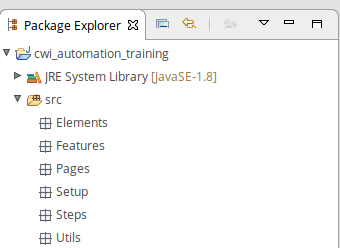 Package Explorer
cwi_automation_training
JRE System Library [JavaSE-1.8]
src
Elements
Features
Pages
Setup
Steps
Utils